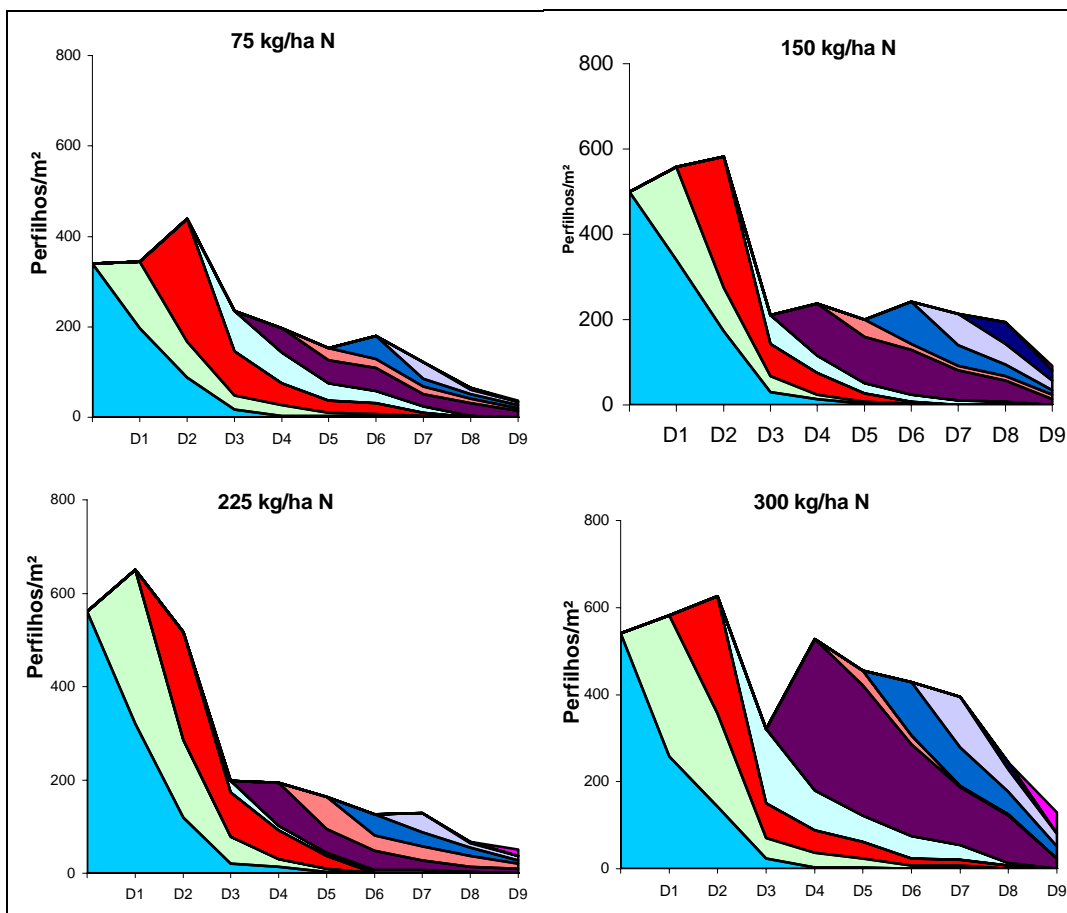 75 kg/ha N
Perfilhos/m²
800
600
400
200
0
D1 D2 D3 D4 D5 D6 D7 D8 D9
150 kg/ha N
Perfilhos/m²
800
600
400
200
0
D1 D2 D3 D4 D5 D6 D7 D8 D9
225 kg/ha N
Perfilhos/m²
800
600
400
200
0
D1 D2 D3 D4 D5 D6 D7 D8 D9
300 kg/ha N
Perfilhos/m²
800
600
400
200
0
D1 D2 D3 D4 D5 D6 D7 D8 D9